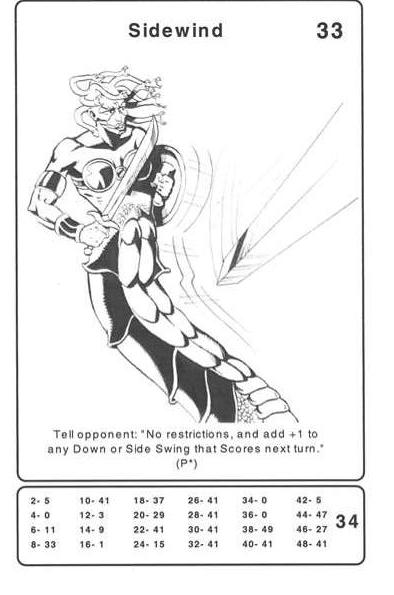 Sidewind 33
Tell opponent: "No restrictions, and add +1 to
any Down or Side Swing that Scores next turn."
(P*)
2- 5 10- 41 18- 37 26- 41 34- 0 42- 5
4- 0 12- 3 20- 29 28- 41 36- 0 44- 47
6- 11 14- 9 22- 41 30- 41 38- 49 46- 27
8- 33 16- 1 24- 15 32- 41 40- 41 48- 41
34